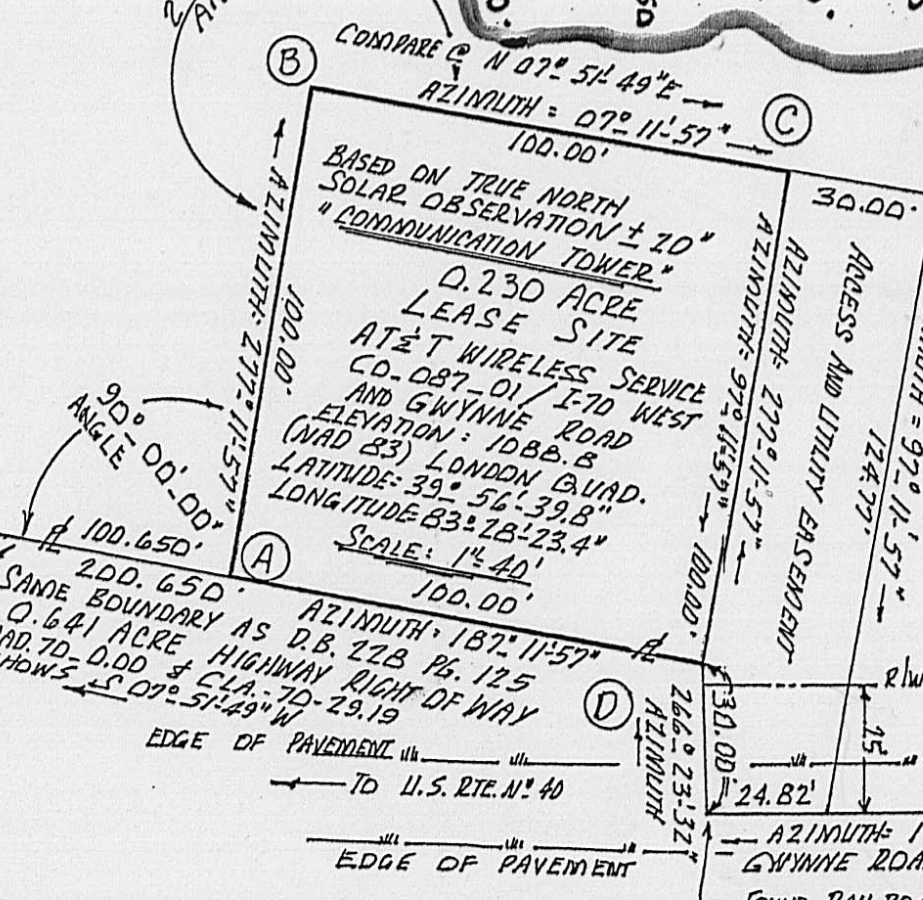 COMPARE @ N 07° 51' 49" E
AZIMUTH = 07° 11' 57"
100.00'
B
C
30.00'
AZIMUTH: 277° 11' 57"
100.00'
BASED ON TRUE NORTH
SOLAR OBSERVATION ± 20"
"COMMUNICATION TOWER"
0.230 ACRE
LEASE SITE
AT&T WIRELESS SERVICE
CO-087-01 / I-70 WEST
AND GWYNNE ROAD
ELEVATION: 1088.8
(NAD 83) LONDON QUAD.
LATITUDE: 39° 56' 39.8"
LONGITUDE 83° 28' 23.4"
SCALE: 1" = 40'
100.00'
AZIMUTH: 187° 11' 57"
AZIMUTH = 97° 11' 57" 100.00'
AZIMUTH: 277° 11' 57"
ACCESS AND UTILITY EASEMENT
= 97° 11' 57"
124.77'
90° 00' 00"
ANGLE
100.650'
A
200.650'
SAME BOUNDARY AS D.B. 228 PG. 125
0.641 ACRE HIGHWAY RIGHT OF WAY
70-0.00 & CLA.-70-29.19
S 07° 51' 49" W
D
266° 23' 32"
AZIMUTH
30.00
24.82'
R/W
15'
EDGE OF PAVEMENT
TO U.S. RTE. No 40
EDGE OF PAVEMENT
AZIMUTH=
GWYNNE